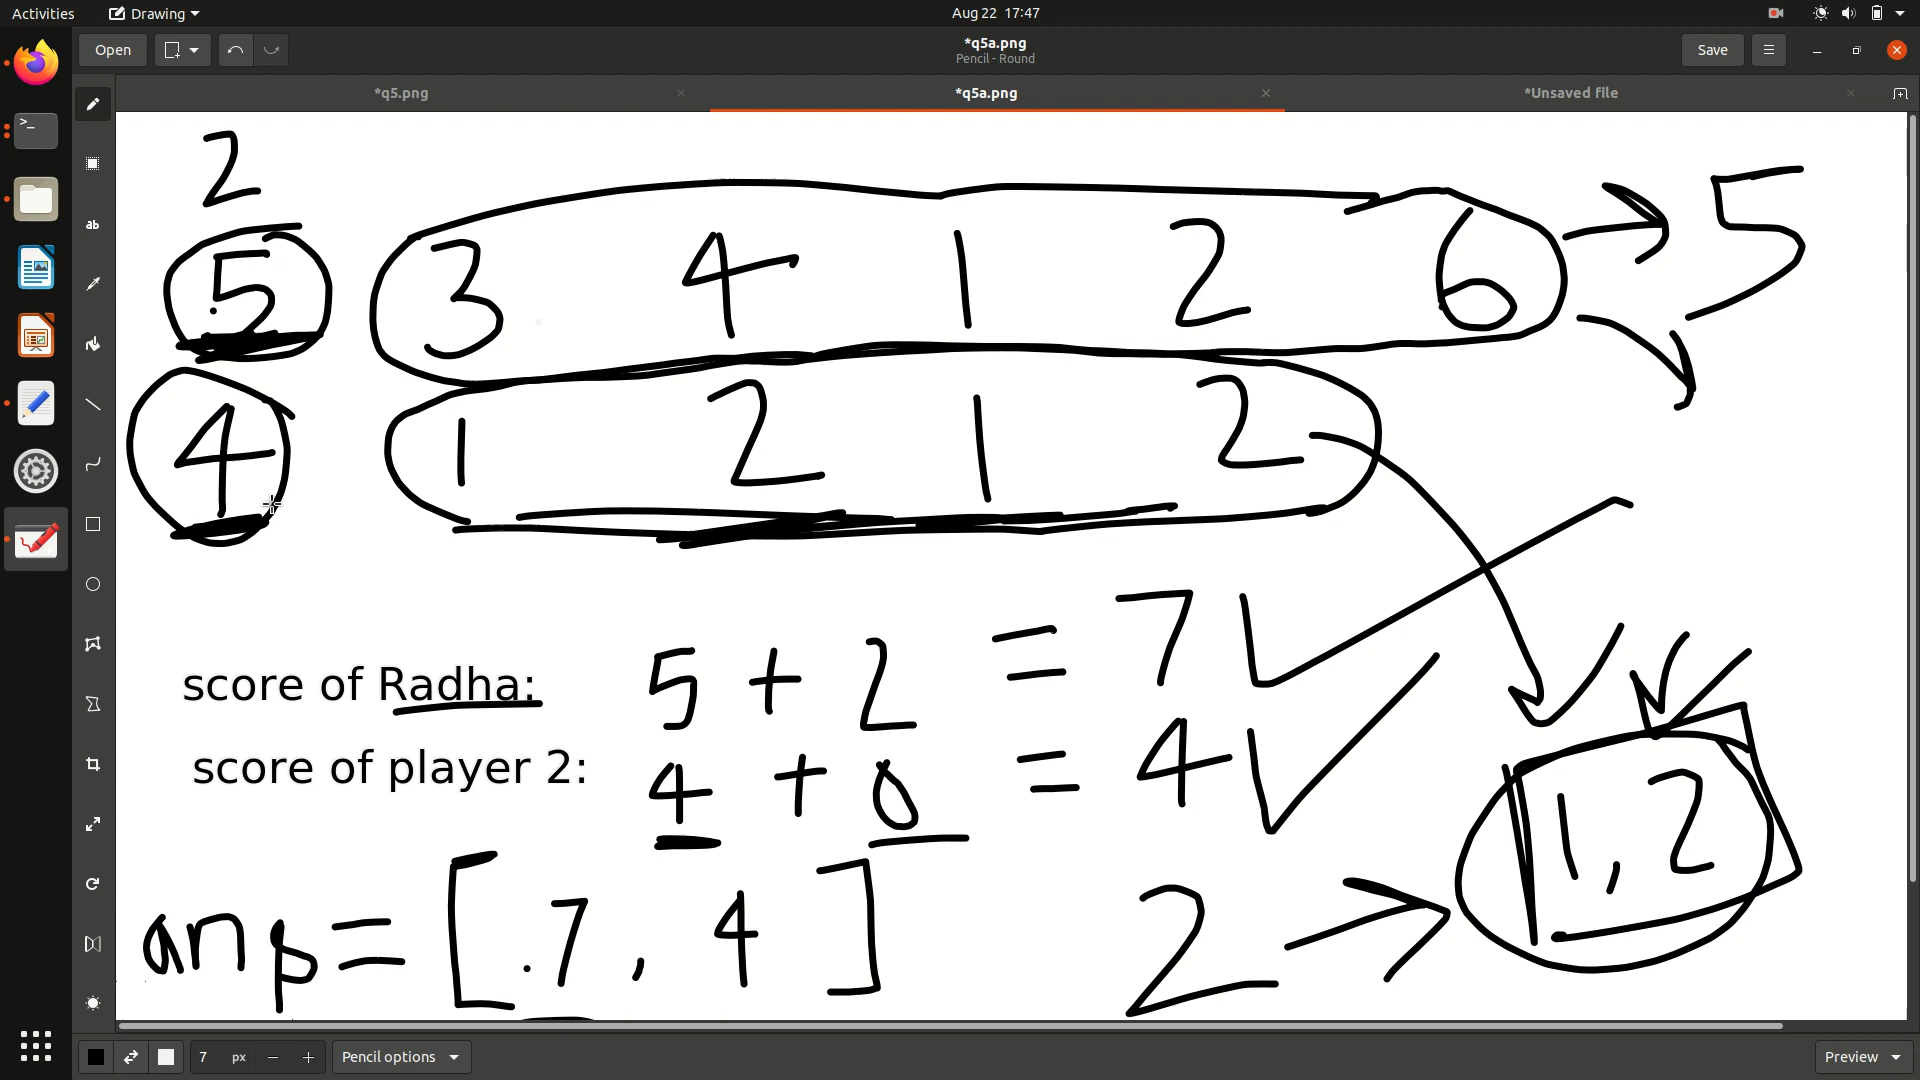 Activities Drawing Aug 22 17:47
Open *q5a.png Save
Pencil - Round
*q5.png *q5a.png *Unsaved file
2
5 3 4 1 2 6 5
4 1 2 1 2
score of Radha: 5 + 2 = 7
score of player 2: 4 + 0 = 4
1, 2
ans = [7, 4] 2
7 px Pencil options Preview